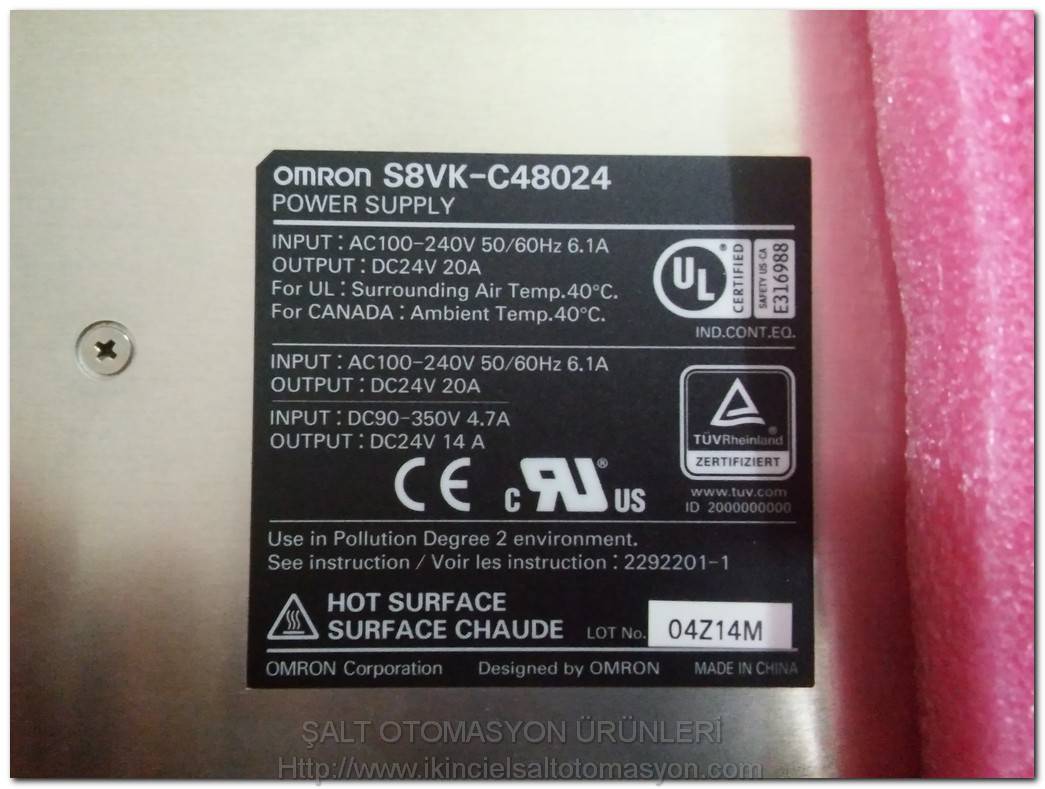 OMRON S8VK-C48024
POWER SUPPLY
INPUT : AC100-240V 50/60Hz 6.1A
OUTPUT : DC24V 20A
For UL : Surrounding Air Temp.40°C.
For CANADA : Ambient Temp.40°C.
UL
®
CERTIFIED
SAFETY US-CA
E316988
IND.CONT.EQ.
INPUT : AC100-240V 50/60Hz 6.1A
OUTPUT : DC24V 20A
INPUT : DC90-350V 4.7A
OUTPUT : DC24V 14 A
TÜVRheinland®
ZERTIFIZIERT
CE c RU® US
www.tuv.com
ID 2000000000
Use in Pollution Degree 2 environment.
See instruction / Voir les instruction : 2292201-1
HOT SURFACE
SURFACE CHAUDE LOT No. 04Z14M
OMRON Corporation Designed by OMRON MADE IN CHINA
ŞALT OTOMASYON ÜRÜNLERİ
Http://www.ikincielsaltotomasyon.com